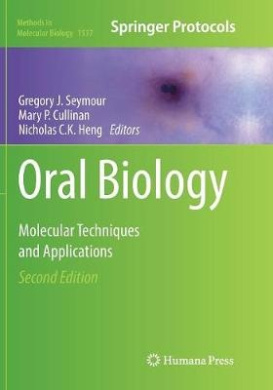 Methods in
Molecular Biology 1537
Springer Protocols
Gregory J. Seymour
Mary P. Cullinan
Nicholas C.K. Heng Editors
Oral Biology
Molecular Techniques
and Applications
Second Edition
Humana Press